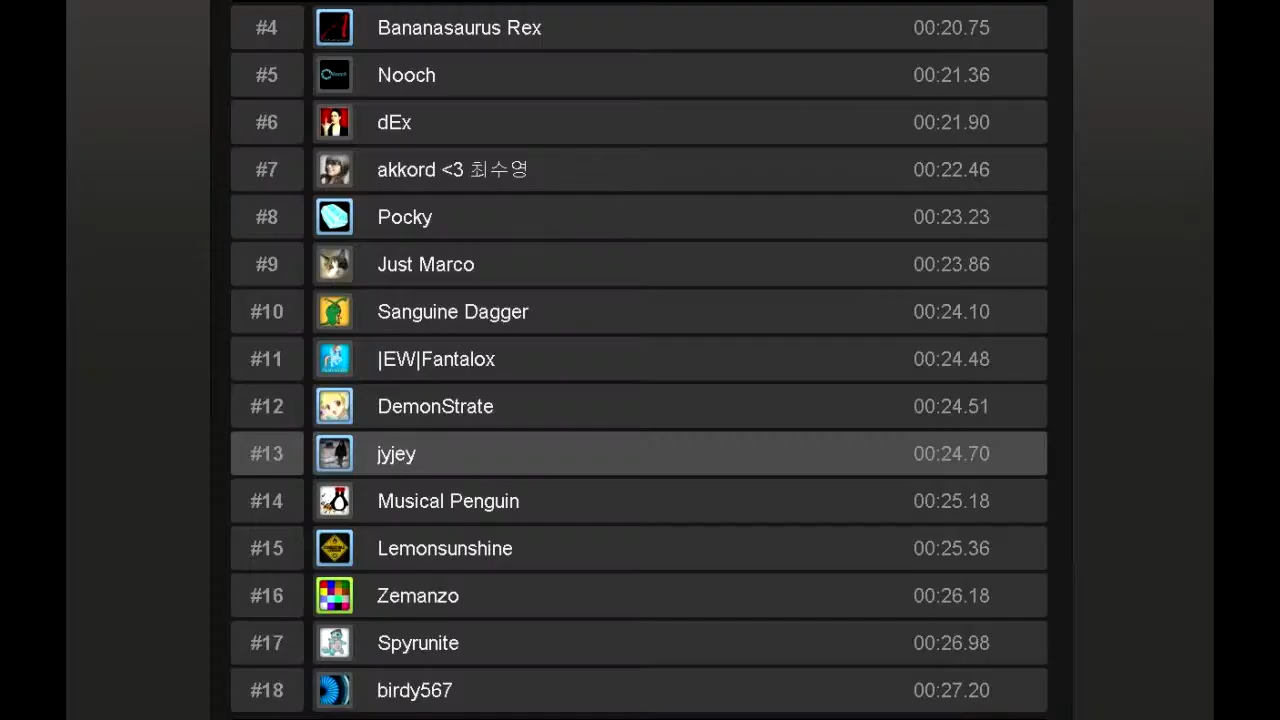 #4 Bananasaurus Rex 00:20.75
#5 Nooch 00:21.36
#6 dEx 00:21.90
#7 akkord <3 최수영 00:22.46
#8 Pocky 00:23.23
#9 Just Marco 00:23.86
#10 Sanguine Dagger 00:24.10
#11 |EW|Fantalox 00:24.48
#12 DemonStrate 00:24.51
#13 jyjey 00:24.70
#14 Musical Penguin 00:25.18
#15 Lemonsunshine 00:25.36
#16 Zemanzo 00:26.18
#17 Spyrunite 00:26.98
#18 birdy567 00:27.20